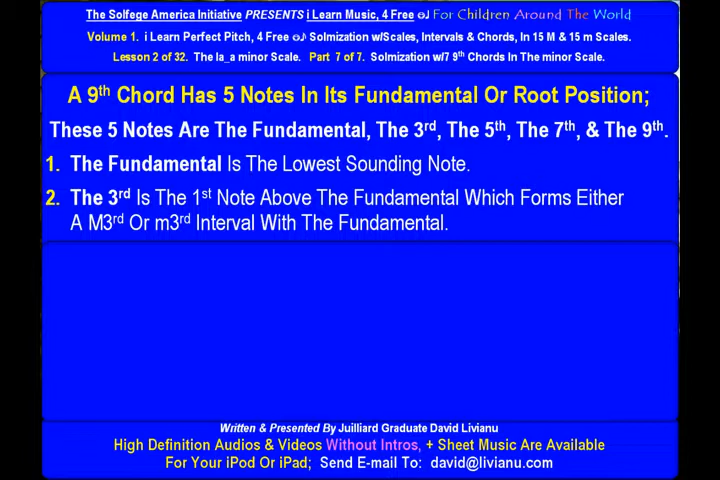 The Solfege America Initiative PRESENTS i Learn Music, 4 Free 𝄐♪ For Children Around The World
Volume 1. i Learn Perfect Pitch, 4 Free 𝄐♪ Solmization w/Scales, Intervals & Chords, In 15 M & 15 m Scales.
Lesson 2 of 32. The la_a minor Scale. Part 7 of 7. Solmization w/7 9th Chords In The minor Scale.
A 9th Chord Has 5 Notes In Its Fundamental Or Root Position;
These 5 Notes Are The Fundamental, The 3rd, The 5th, The 7th, & The 9th.
1. The Fundamental Is The Lowest Sounding Note.
2. The 3rd Is The 1st Note Above The Fundamental Which Forms Either
A M3rd Or m3rd Interval With The Fundamental.
Written & Presented By Juilliard Graduate David Livianu
High Definition Audios & Videos Without Intros, + Sheet Music Are Available
For Your iPod Or iPad; Send E-Mail To: david@livianu.com